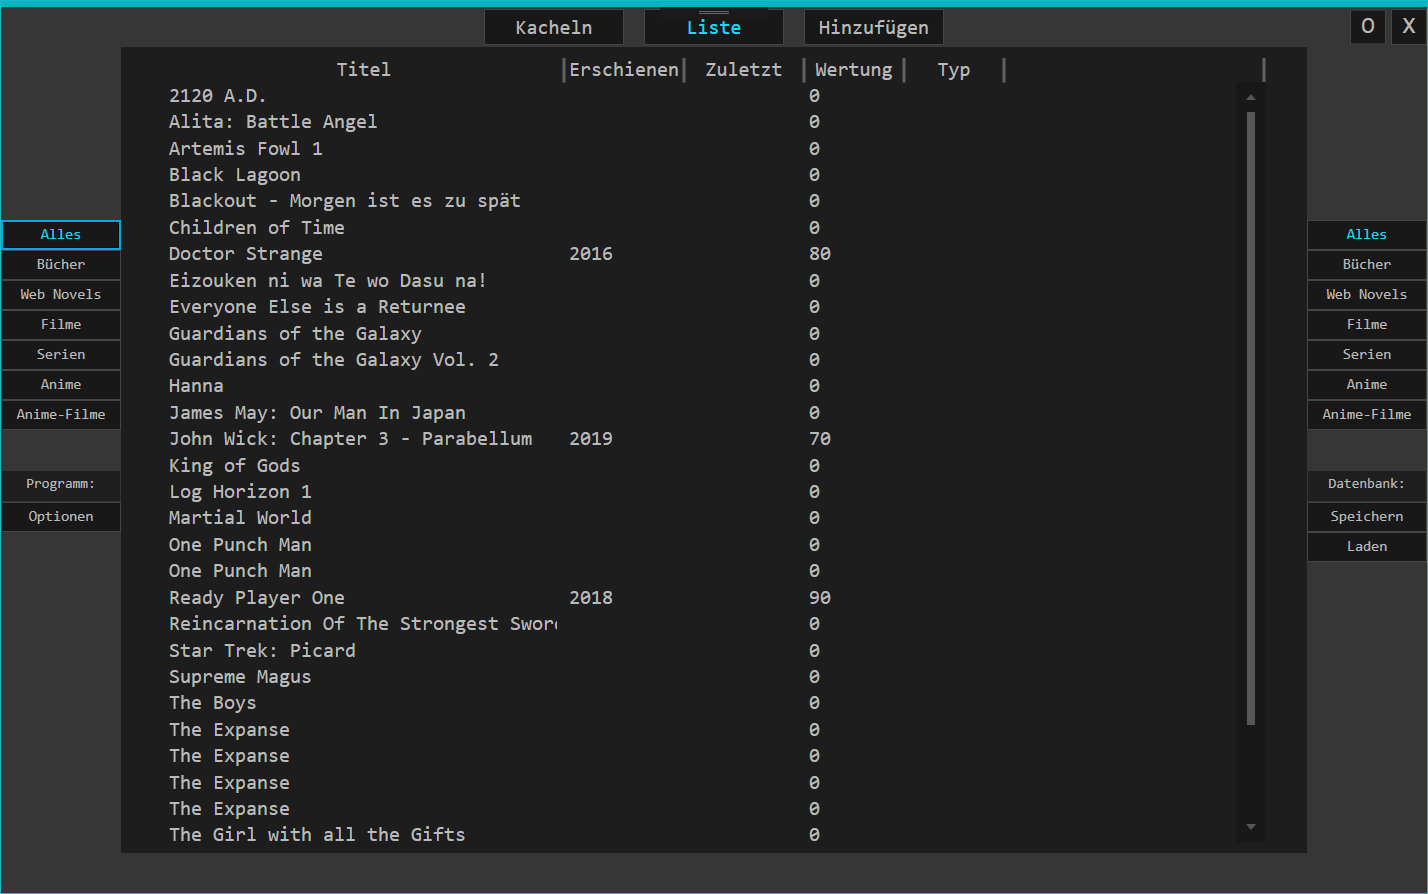 Kacheln Liste Hinzufügen O X
Titel Erschienen Zuletzt Wertung Typ
2120 A.D. 0
Alita: Battle Angel 0
Artemis Fowl 1 0
Black Lagoon 0
Blackout - Morgen ist es zu spät 0
Children of Time 0
Doctor Strange 2016 80
Eizouken ni wa Te wo Dasu na! 0
Everyone Else is a Returnee 0
Guardians of the Galaxy 0
Guardians of the Galaxy Vol. 2 0
Hanna 0
James May: Our Man In Japan 0
John Wick: Chapter 3 - Parabellum 2019 70
King of Gods 0
Log Horizon 1 0
Martial World 0
One Punch Man 0
One Punch Man 0
Ready Player One 2018 90
Reincarnation Of The Strongest Swor 0
Star Trek: Picard 0
Supreme Magus 0
The Boys 0
The Expanse 0
The Expanse 0
The Expanse 0
The Expanse 0
The Girl with all the Gifts 0
Alles
Bücher
Web Novels
Filme
Serien
Anime
Anime-Filme
Programm:
Optionen
Alles
Bücher
Web Novels
Filme
Serien
Anime
Anime-Filme
Datenbank:
Speichern
Laden